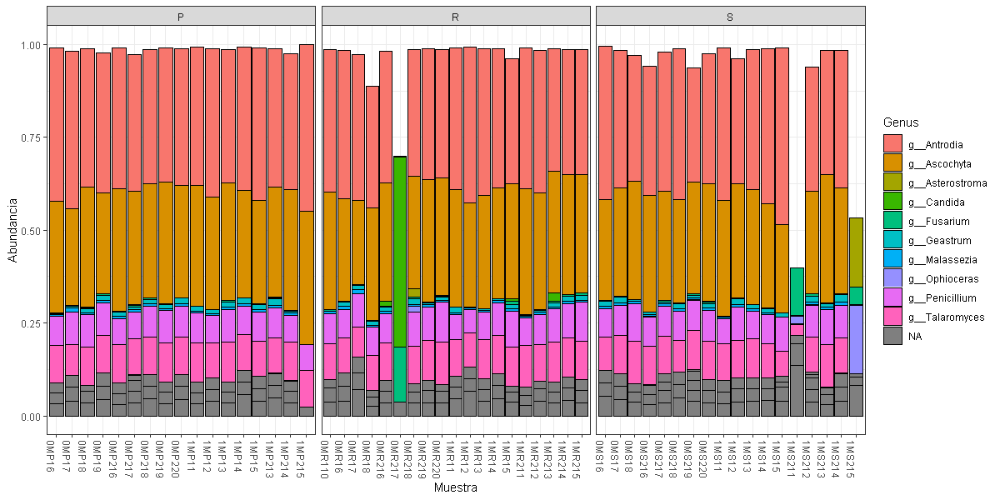 P
R
S
1.00
0.75
0.50
0.25
0.00
Abundancia
0MP16
0MP17
0MP18
0MP19
0MP216
0MP217
0MP218
0MP219
0MP20
1MP11
1MP12
1MP13
1MP14
1MP15
1MP213
1MP214
1MP215
0MR110
0MR16
0MR17
0MR18
0MR216
0MR217
0MR218
0MR219
0MR20
1MR11
1MR12
1MR13
1MR14
1MR15
1MR211
1MR212
1MR213
1MR214
1MR215
0MS16
0MS17
0MS18
0MS216
0MS217
0MS218
0MS219
0MS20
1MS11
1MS12
1MS13
1MS14
1MS15
1MS211
1MS212
1MS213
1MS214
1MS215
Muestra
Genus
g__Antrodia
g__Ascochyta
g__Asterostroma
g__Candida
g__Fusarium
g__Geastrum
g__Malassezia
g__Ophioceras
g__Penicillium
g__Talaromyces
NA